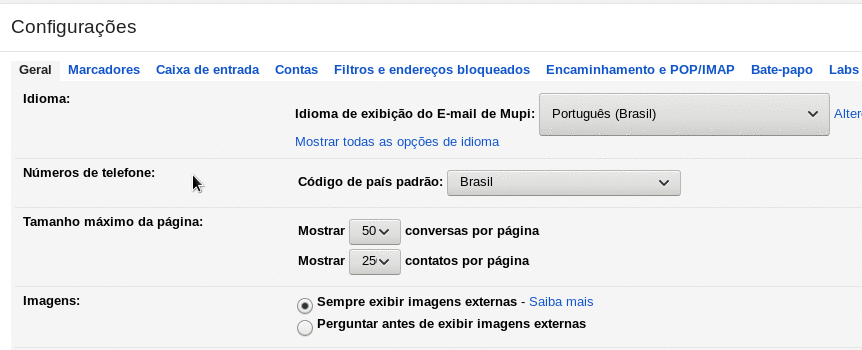 Configurações
Geral Marcadores Caixa de entrada Contas Filtros e endereços bloqueados Encaminhamento e POP/IMAP Bate-papo Labs
Idioma:
Idioma de exibição do E-mail de Mupi: Português (Brasil)
Mostrar todas as opções de idioma
Números de telefone:
Código de país padrão: Brasil
Tamanho máximo da página:
Mostrar 50 conversas por página
Mostrar contatos por página
Imagens:
Sempre exibir imagens externas - Saiba mais
Perguntar antes de exibir imagens externas